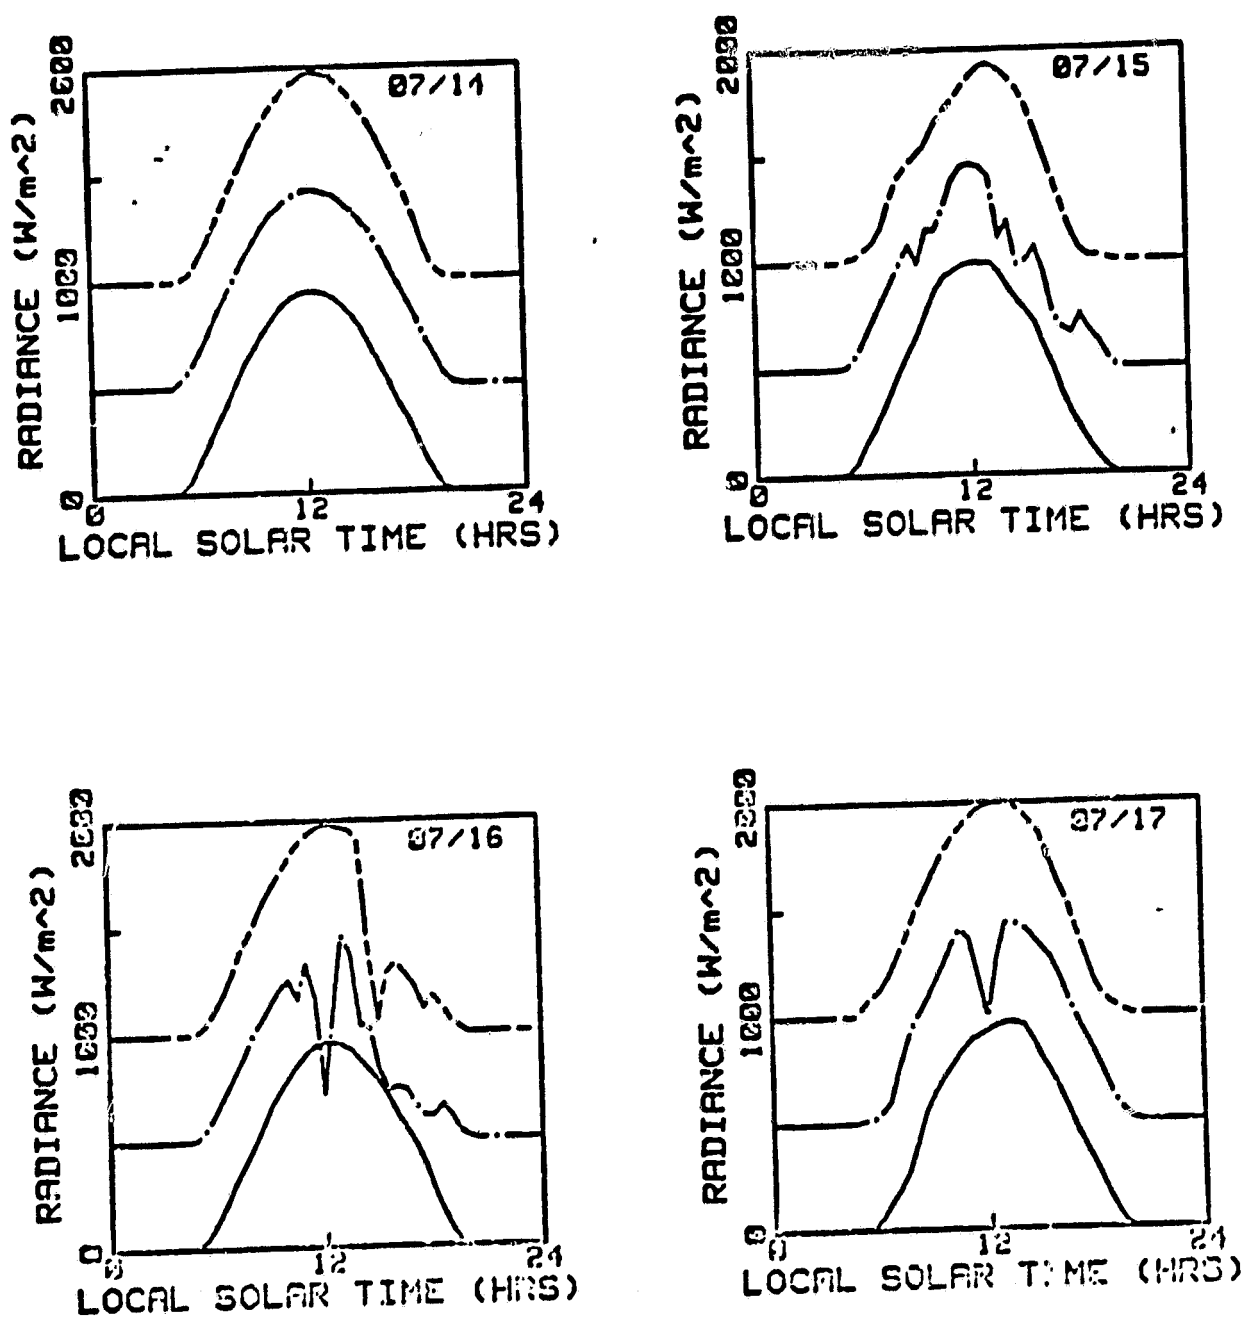 2000
07/14
RADIANCE (W/m^2)
1000
0
0 12 24
LOCAL SOLAR TIME (HRS)
2000
07/15
RADIANCE (W/m^2)
1000
0
0 12 24
LOCAL SOLAR TIME (HRS)
2000
07/16
RADIANCE (W/m^2)
1000
0
0 12 24
LOCAL SOLAR TIME (HRS)
2000
07/17
RADIANCE (W/m^2)
1000
0
0 12 24
LOCAL SOLAR TIME (HRS)